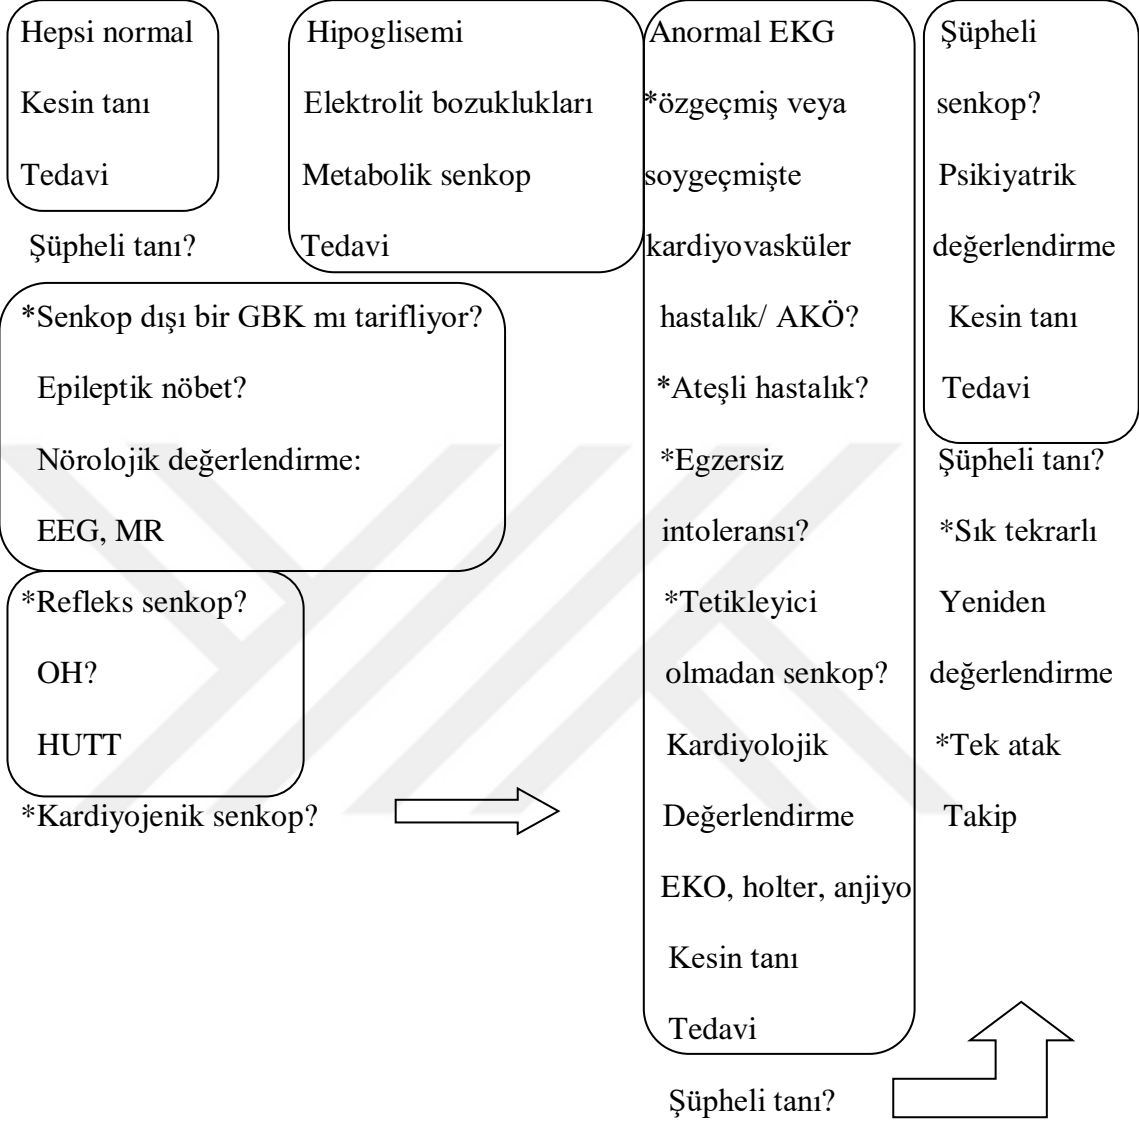 Hepsi normal
Kesin tanı
Tedavi
Şüpheli tanı?
*Senkop dışı bir GBK mı tarifliyor?
Epileptik nöbet?
Nörolojik değerlendirme:
EEG, MR
*Refleks senkop?
OH?
HUTT
*Kardiyojenik senkop?
Hipoglisemi
Elektrolit bozuklukları
Metabolik senkop
Tedavi
Anormal EKG
*özgeçmiş veya
soygeçmişte
kardiyovasküler
hastalık/ AKÖ?
*Ateşli hastalık?
*Egzersiz
intoleransı?
*Tetikleyici
olmadan senkop?
Kardiyolojik
Değerlendirme
EKO, holter, anjiyo
Kesin tanı
Tedavi
Şüpheli tanı?
Şüpheli
senkop?
Psikiyatrik
değerlendirme
Kesin tanı
Tedavi
Şüpheli tanı?
*Sık tekrarlı
Yeniden
değerlendirme
*Tek atak
Takip